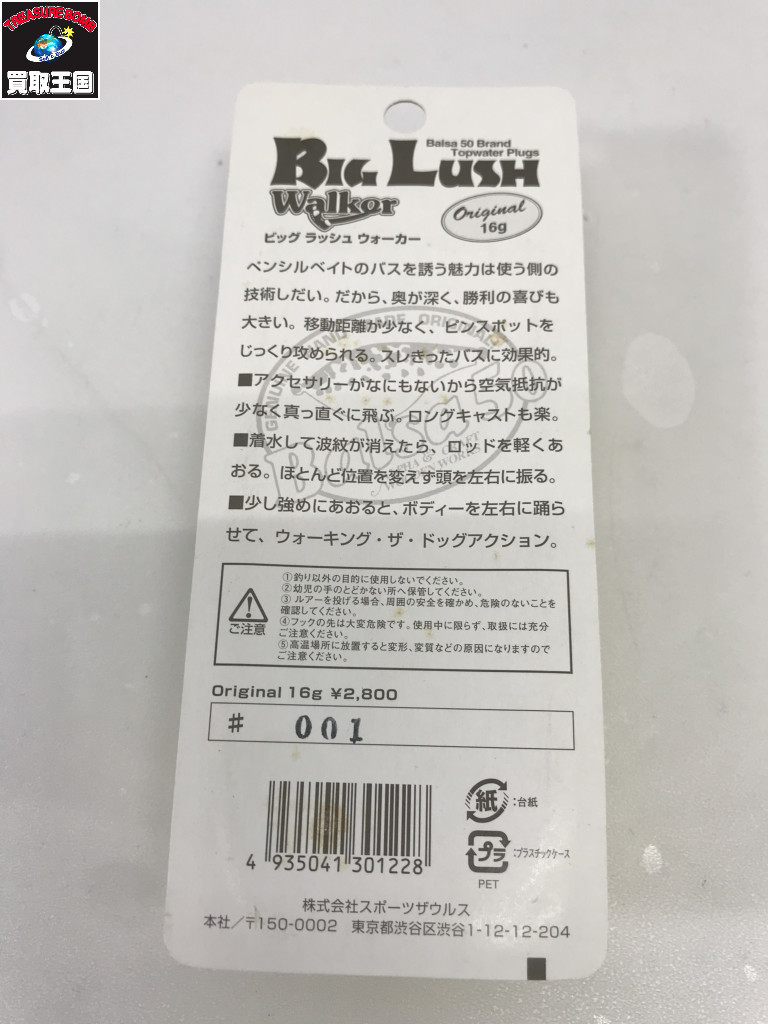 TREASURE BOMB
買取王国
Balsa 50 Brand
Topwater Plugs
BIG LUSH
Walkor
Original
16g
ビッグ ラッシュ ウォーカー
ペンシルベイトのバスを誘う魅力は使う側の
技術しだい。だから、奥が深く、勝利の喜びも
大きい。移動距離が少なく、ピンスポットを
じっくり攻められる。スレきったバスに効果的。
■アクセサリーがなにもないから空気抵抗が
少なく真っ直ぐに飛ぶ。ロングキャストも楽。
■着水して波紋が消えたら、ロッドを軽くあ
おる。ほとんど位置を変えず頭を左右に振る。
■少し強めにあおると、ボディーを左右に踊ら
せて、ウォーキング・ザ・ドッグアクション。
Balsa 50
ご注意
①釣り以外の目的に使用しないでください。
②幼児の手のとどかない所へ保管してください。
③ルアーを投げる場合、周囲の安全を確かめ、危険のないことを
確認してください。
④フックの先は大変危険です。使用中に限らず、取扱には充分
ご注意ください。
⑤高温場所に放置すると変形、変質などの原因になりますので
ご注意ください。
Original 16g ¥2,800
# 001
4 935041 301228
紙 :台紙
プラ :プラスチックケース
PET
株式会社スポーツザウルス
本社／〒150-0002 東京都渋谷区渋谷1-12-12-204